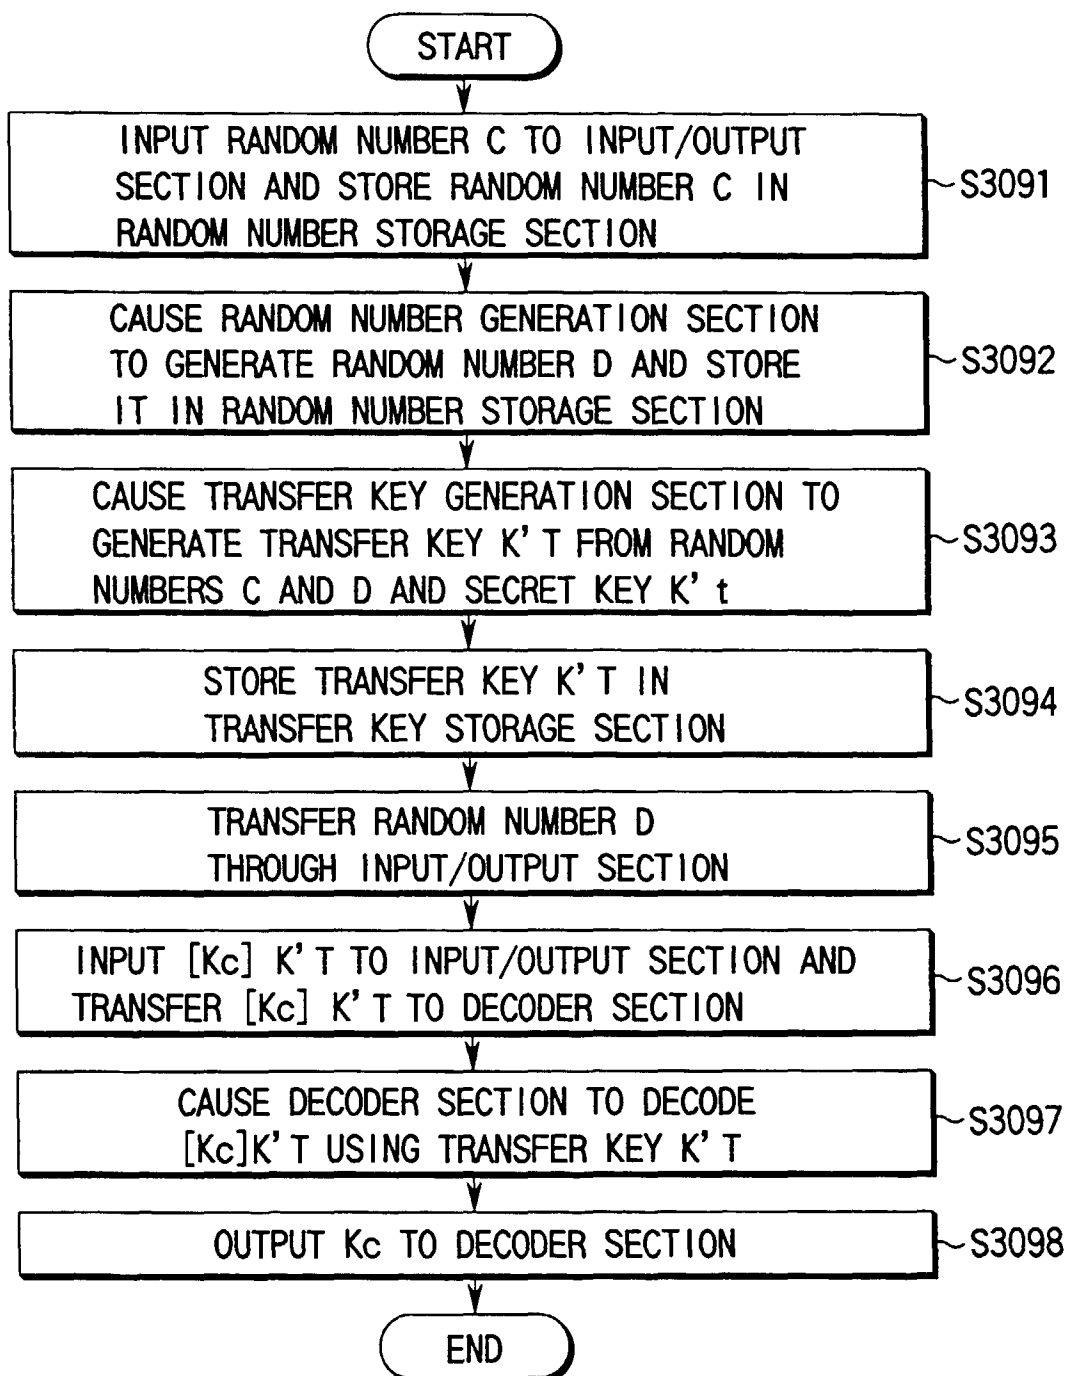 START
INPUT RANDOM NUMBER C TO INPUT/OUTPUT
SECTION AND STORE RANDOM NUMBER C IN
RANDOM NUMBER STORAGE SECTION
S3091
CAUSE RANDOM NUMBER GENERATION SECTION
TO GENERATE RANDOM NUMBER D AND STORE
IT IN RANDOM NUMBER STORAGE SECTION
S3092
CAUSE TRANSFER KEY GENERATION SECTION TO
GENERATE TRANSFER KEY K'T FROM RANDOM
NUMBERS C AND D AND SECRET KEY K't
S3093
STORE TRANSFER KEY K'T IN
TRANSFER KEY STORAGE SECTION
S3094
TRANSFER RANDOM NUMBER D
THROUGH INPUT/OUTPUT SECTION
S3095
INPUT [Kc] K'T TO INPUT/OUTPUT SECTION AND
TRANSFER [Kc] K'T TO DECODER SECTION
S3096
CAUSE DECODER SECTION TO DECODE
[Kc]K'T USING TRANSFER KEY K'T
S3097
OUTPUT Kc TO DECODER SECTION
S3098
END